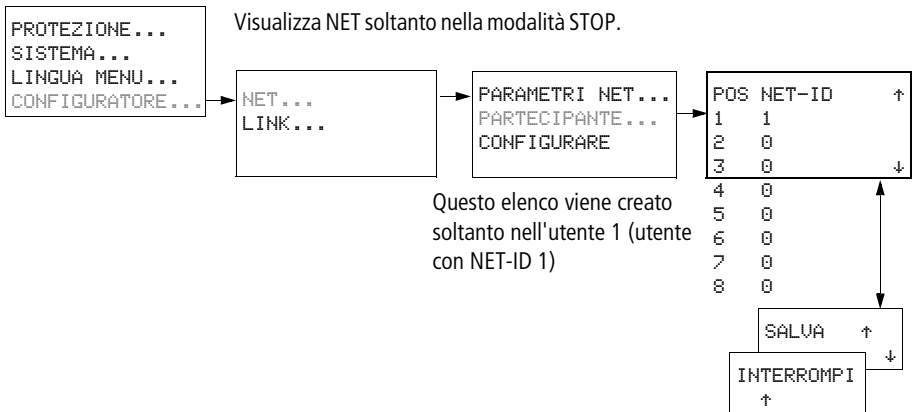 Visualizza NET soltanto nella modalità STOP.
PROTEZIONE...
SISTEMA...
LINGUA MENU...
CONFIGURATORE...
NET...
LINK...
PARAMETRI NET...
PARTECIPANTE...
CONFIGURARE
Questo elenco viene creato
soltanto nell'utente 1 (utente
con NET-ID 1)
POS NET-ID ↑
1 1
2 0
3 0 ↓
4 0
5 0
6 0
7 0
8 0
SALVA ↑
↓
INTERROMPI
↑